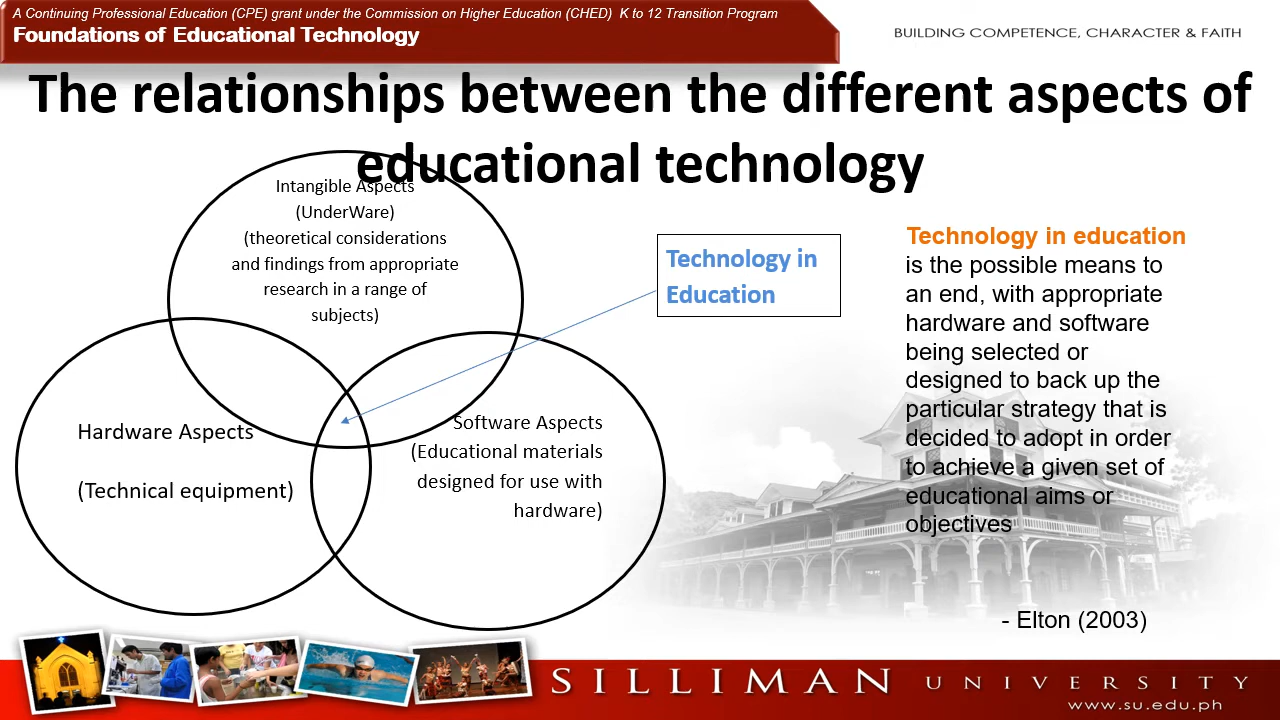 A Continuing Professional Education (CPE) grant under the Commission on Higher Education (CHED) K to 12 Transition Program
Foundations of Educational Technology
BUILDING COMPETENCE, CHARACTER & FAITH
The relationships between the different aspects of
educational technology
Intangible Aspects
(UnderWare)
(theoretical considerations
and findings from appropriate
research in a range of
subjects)
Hardware Aspects
(Technical equipment)
Software Aspects
(Educational materials
designed for use with
hardware)
Technology in
Education
Technology in education
is the possible means to
an end, with appropriate
hardware and software
being selected or
designed to back up the
particular strategy that is
decided to adopt in order
to achieve a given set of
educational aims or
objectives
- Elton (2003)
SILLIMAN UNIVERSITY
www.su.edu.ph